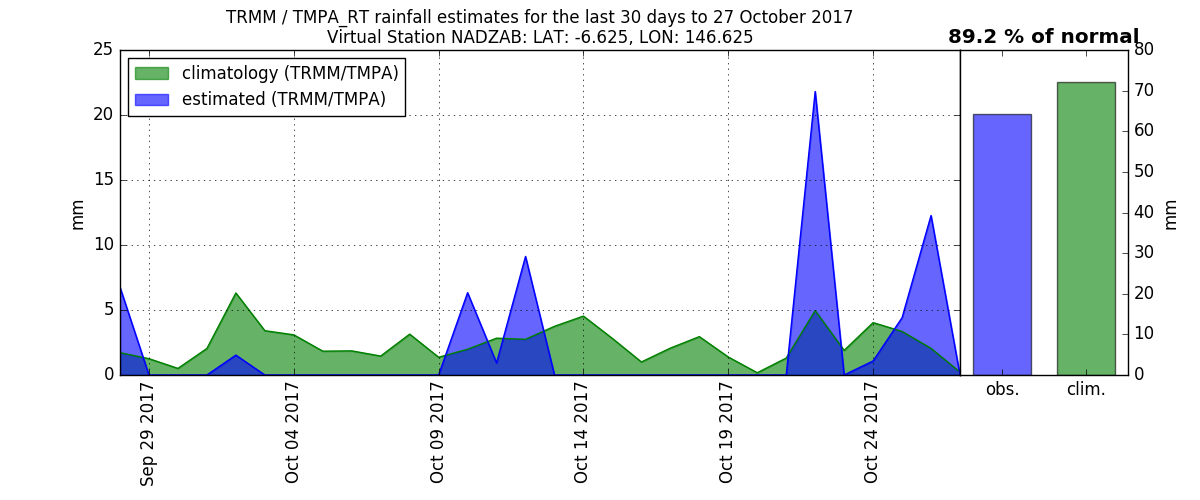 TRMM / TMPA_RT rainfall estimates for the last 30 days to 27 October 2017
Virtual Station NADZAB: LAT: -6.625, LON: 146.625
89.2 % of normal
climatology (TRMM/TMPA)
estimated (TRMM/TMPA)
25
20
15
10
5
0
mm
Sep 29 2017
Oct 04 2017
Oct 09 2017
Oct 14 2017
Oct 19 2017
Oct 24 2017
80
70
60
50
40
30
20
10
0
mm
obs.
clim.